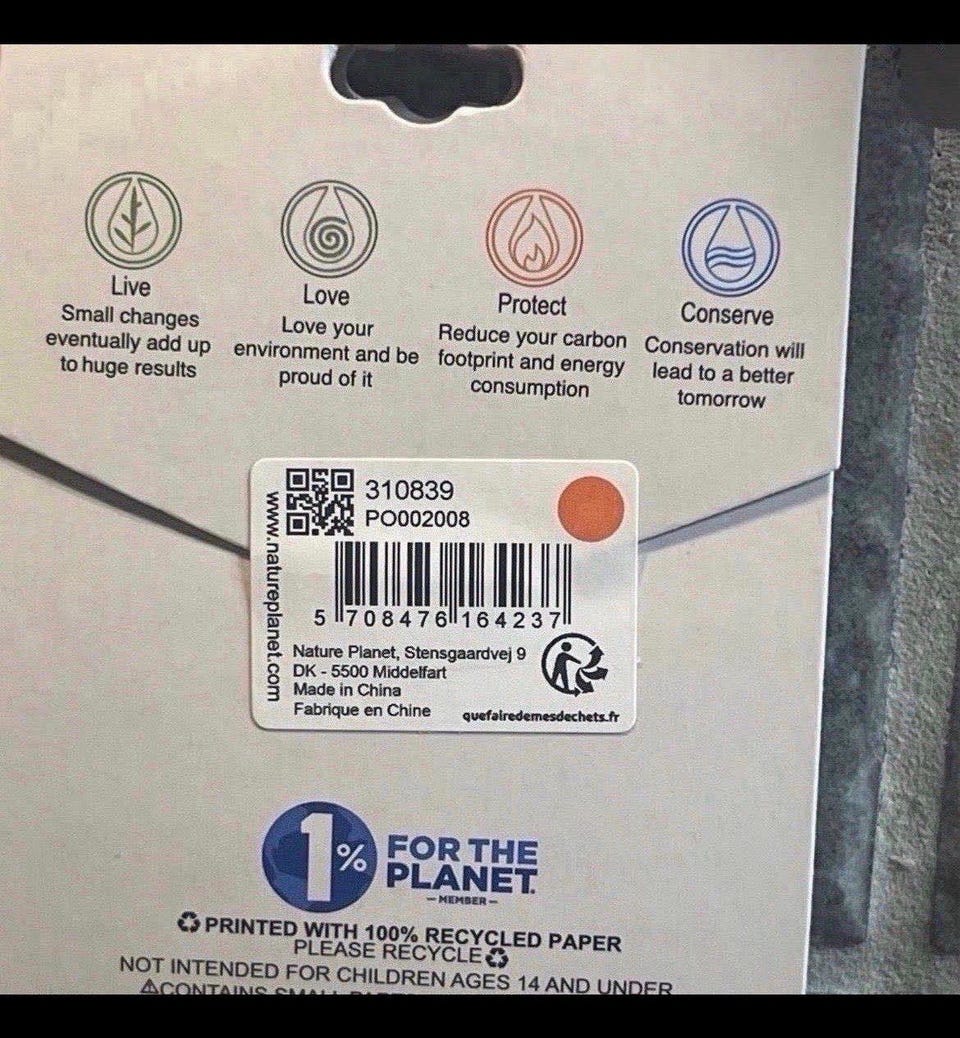 Live
Small changes
eventually add up
to huge results
Love
Love your
environment and be
proud of it
Protect
Reduce your carbon
footprint and energy
consumption
Conserve
Conservation will
lead to a better
tomorrow
www.natureplanet.com
310839
PO002008
5 708476 164237
Nature Planet, Stensgaardvej 9
DK - 5500 Middelfart
Made in China
Fabrique en Chine
quefairedemesdechets.fr
1%
FOR THE
PLANET.
MEMBER
PRINTED WITH 100% RECYCLED PAPER
PLEASE RECYCLE
NOT INTENDED FOR CHILDREN AGES 14 AND UNDER
CONTAINS SMALL